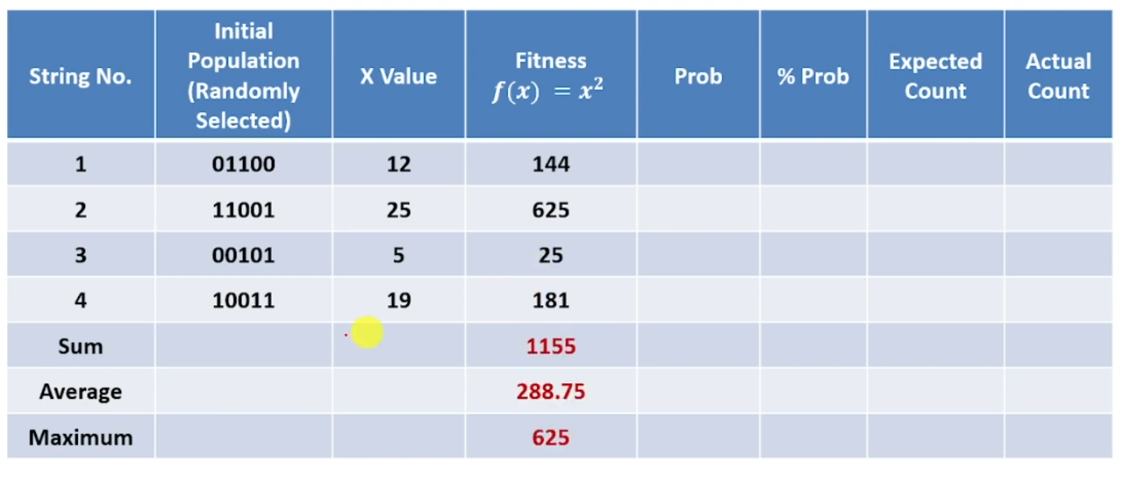 String No. Initial Population (Randomly Selected) X Value Fitness f(x) = x² Prob % Prob Expected Count Actual Count
1 01100 12 144
2 11001 25 625
3 00101 5 25
4 10011 19 181
Sum 1155
Average 288.75
Maximum 625